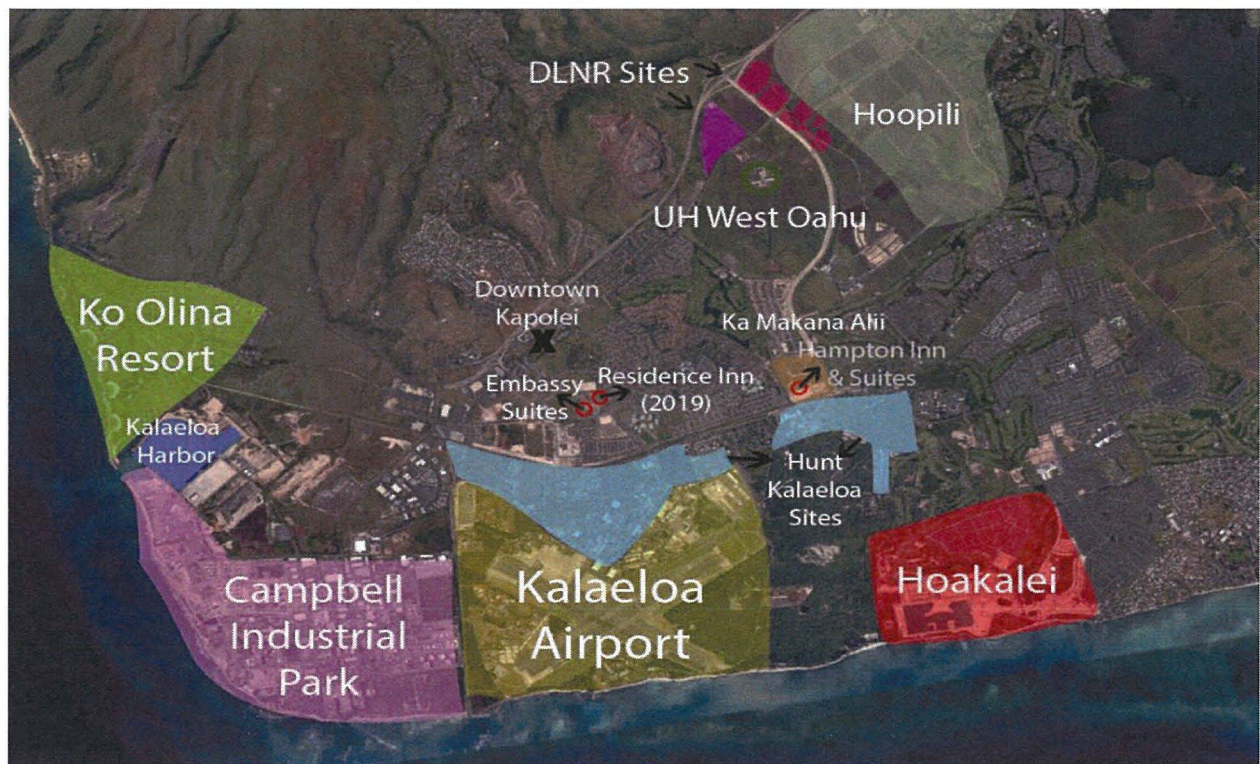 DLNR Sites
Hoopili
UH West Oahu
Ko Olina
Resort
Downtown
Kapolei
Ka Makana Alii
Hampton Inn
& Suites
Embassy
Suites
Residence Inn
(2019)
Kalaeloa
Harbor
Hunt
Kalaeloa
Sites
Campbell
Industrial
Park
Kalaeloa
Airport
Hoakalei